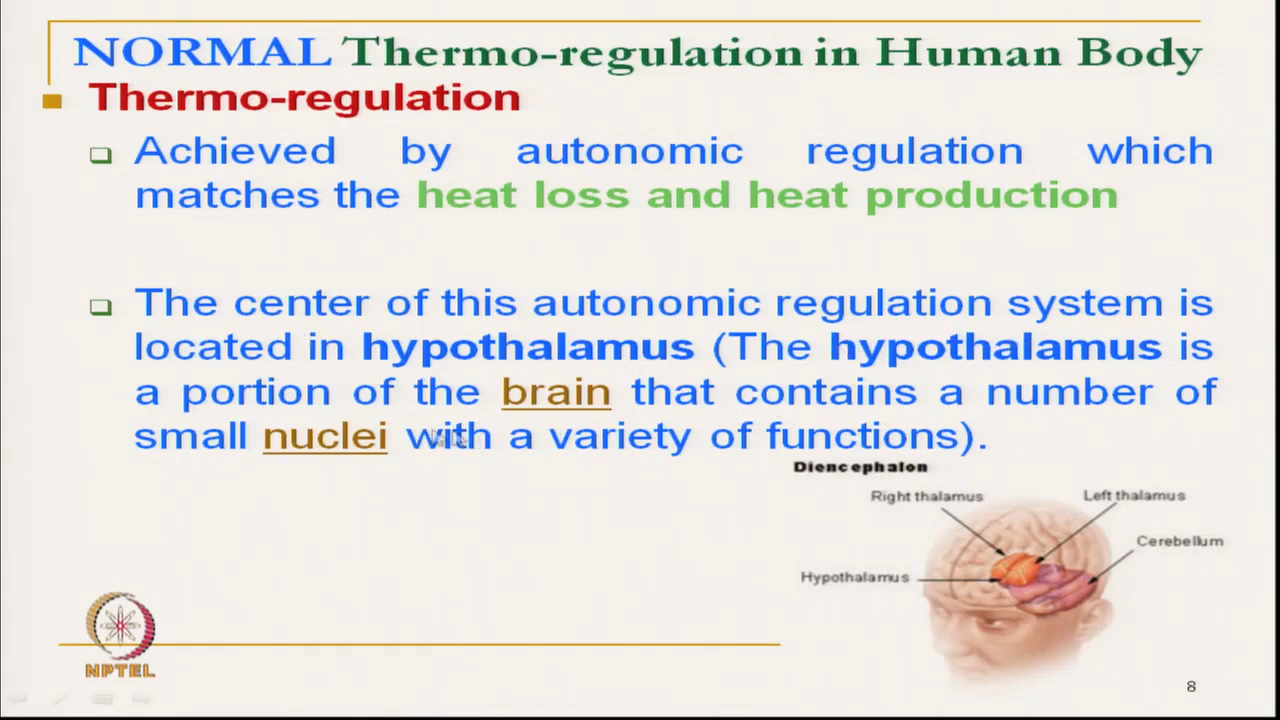 NORMAL Thermo-regulation in Human Body
Thermo-regulation
Achieved by autonomic regulation which
matches the heat loss and heat production
The center of this autonomic regulation system is
located in hypothalamus (The hypothalamus is
a portion of the brain that contains a number of
small nuclei with a variety of functions).
Diencephalon
Right thalamus
Left thalamus
Cerebellum
Hypothalamus
NPTEL
8